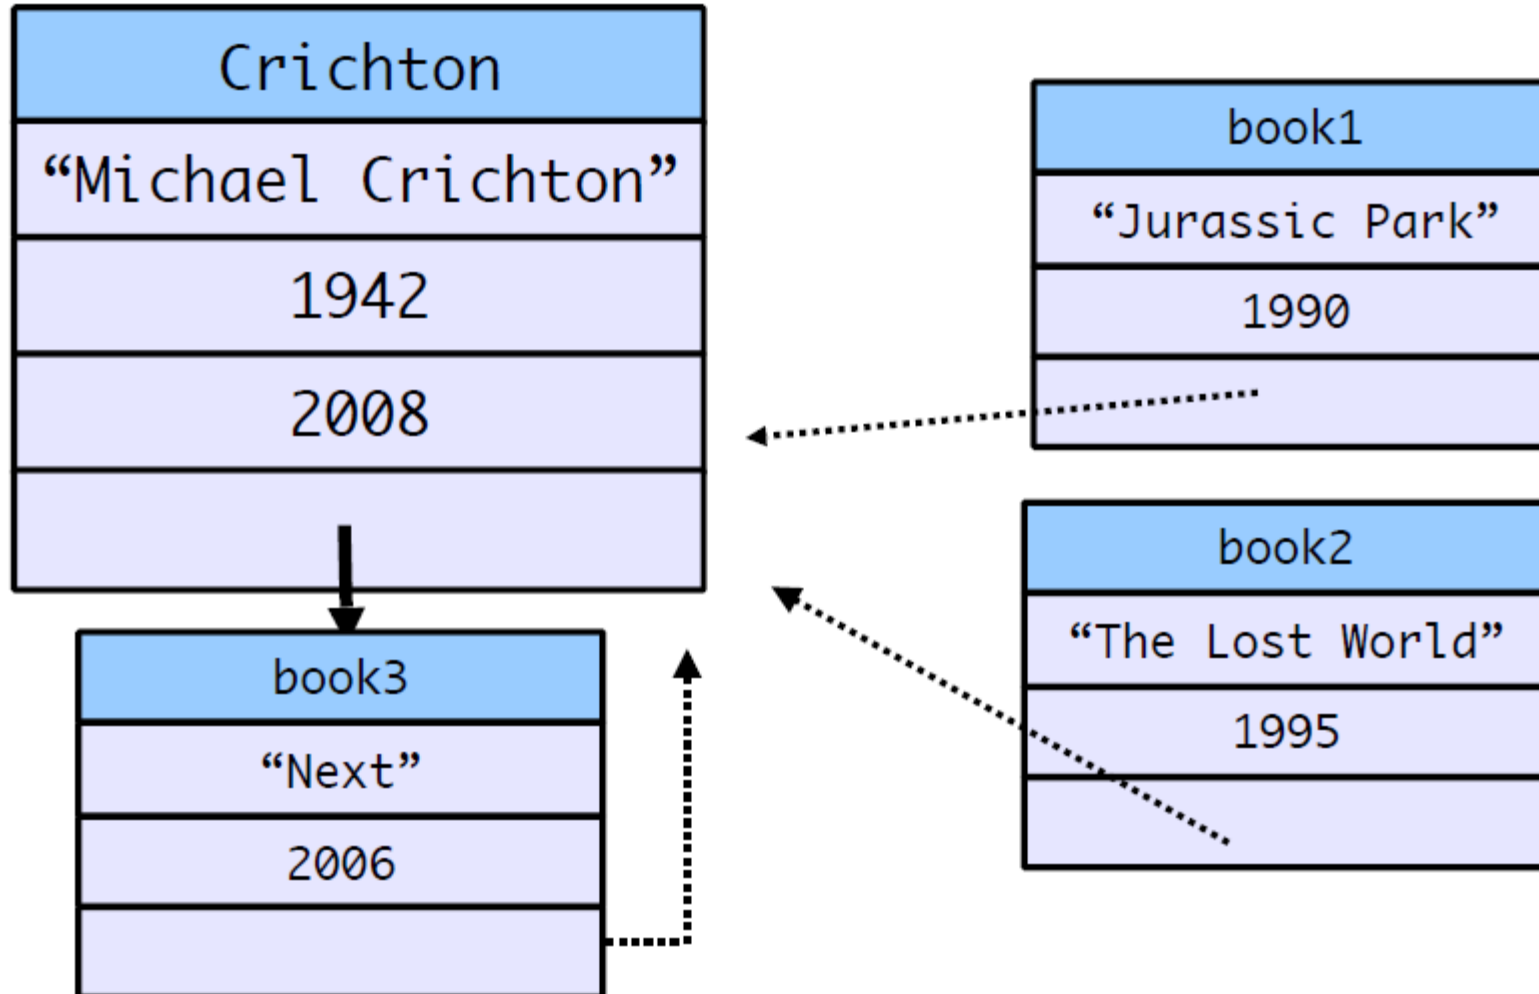 Crichton
“Michael Crichton”
1942
2008
book1
“Jurassic Park”
1990
book2
“The Lost World”
1995
book3
“Next”
2006